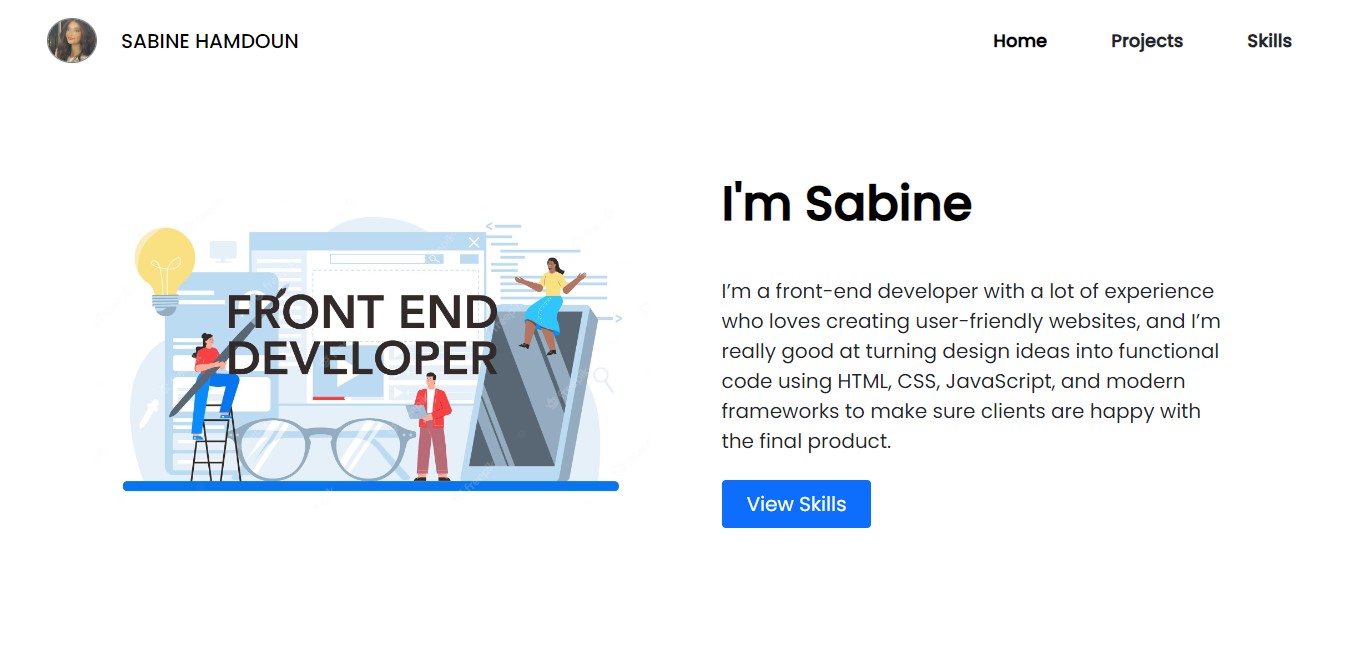 SABINE HAMDOUN
Home
Projects
Skills
I'm Sabine
FRONT END
DEVELOPER
I’m a front-end developer with a lot of experience
who loves creating user-friendly websites, and I’m
really good at turning design ideas into functional
code using HTML, CSS, JavaScript, and modern
frameworks to make sure clients are happy with
the final product.
View Skills